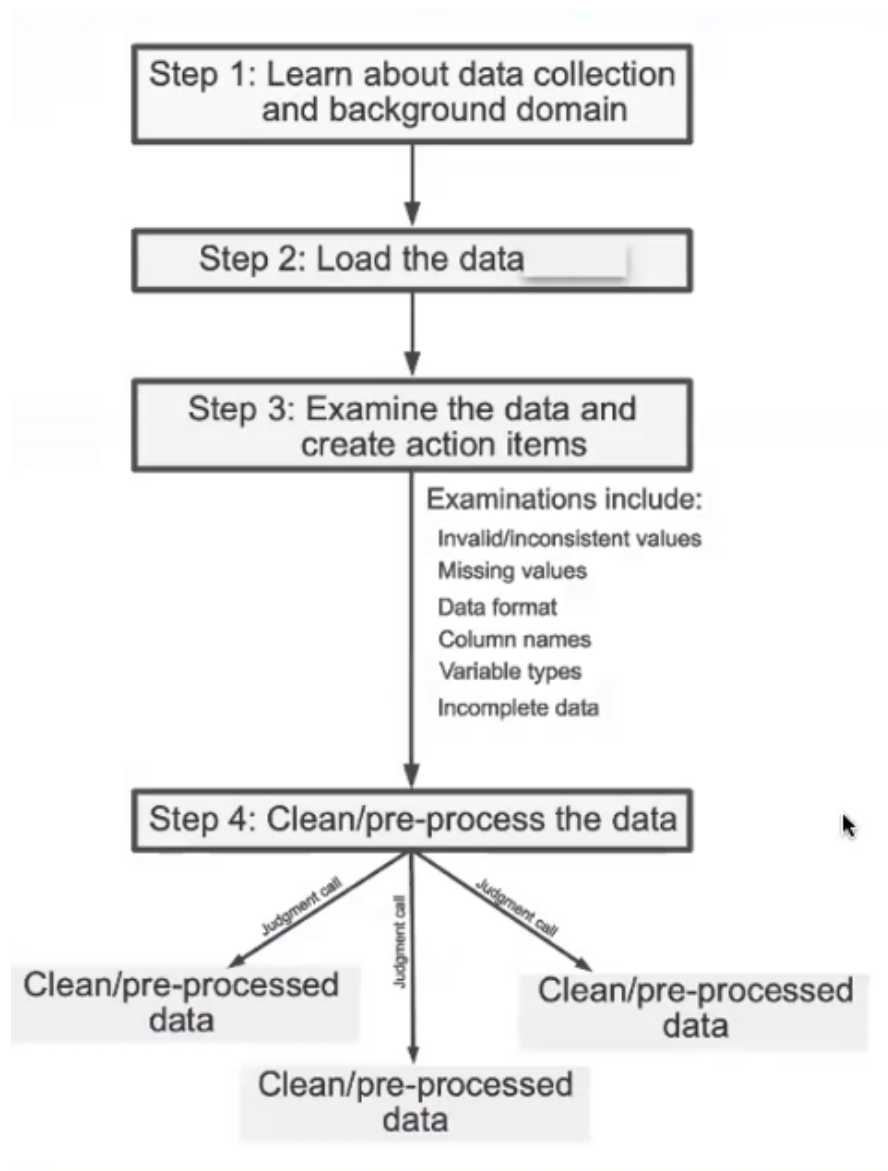 Step 1: Learn about data collection
and background domain
Step 2: Load the data
Step 3: Examine the data and
create action items
Examinations include:
Invalid/inconsistent values
Missing values
Data format
Column names
Variable types
Incomplete data
Step 4: Clean/pre-process the data
Judgment call
Judgment call
Judgment call
Clean/pre-processed
data
Clean/pre-processed
data
Clean/pre-processed
data